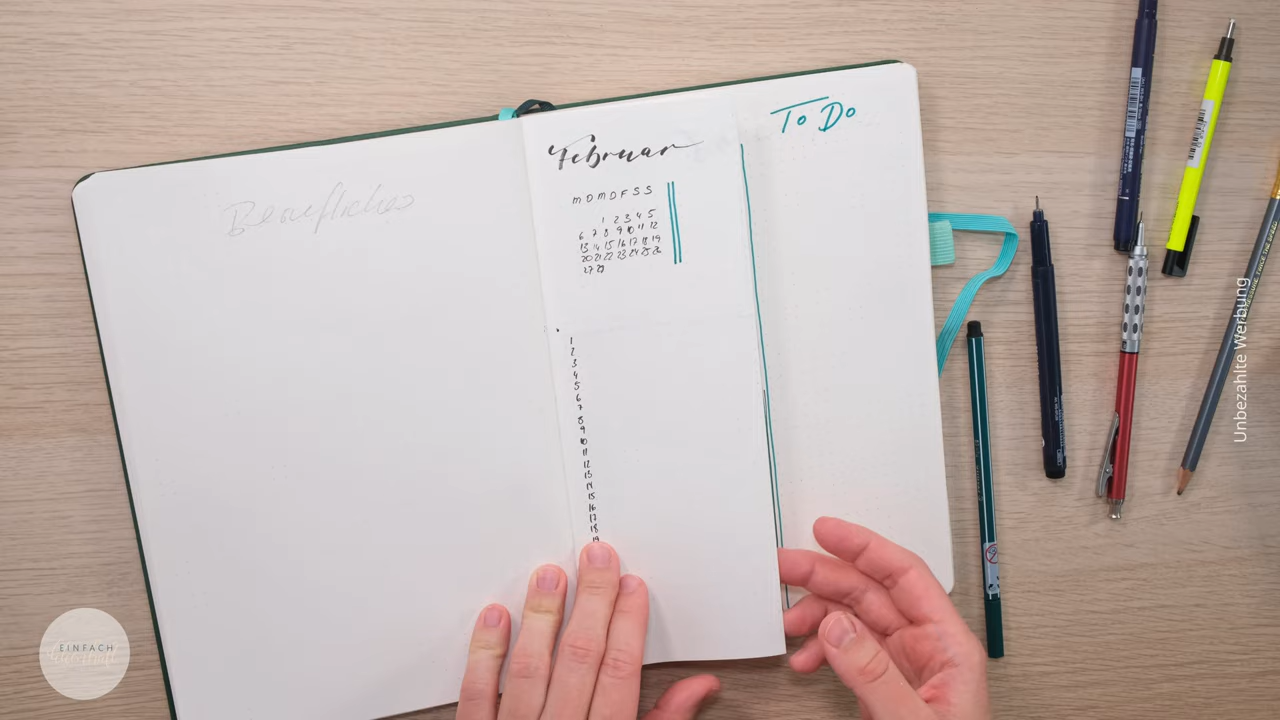 Berufliches
Februar
M D M D F S S
1 2 3 4 5
6 7 8 9 10 11 12
13 14 15 16 17 18 19
20 21 22 23 24 25 26
27 28
1
2
3
4
5
6
7
8
9
10
11
12
13
14
15
16
17
18
19
To Do
Unbezahlte Werbung
EINFACH